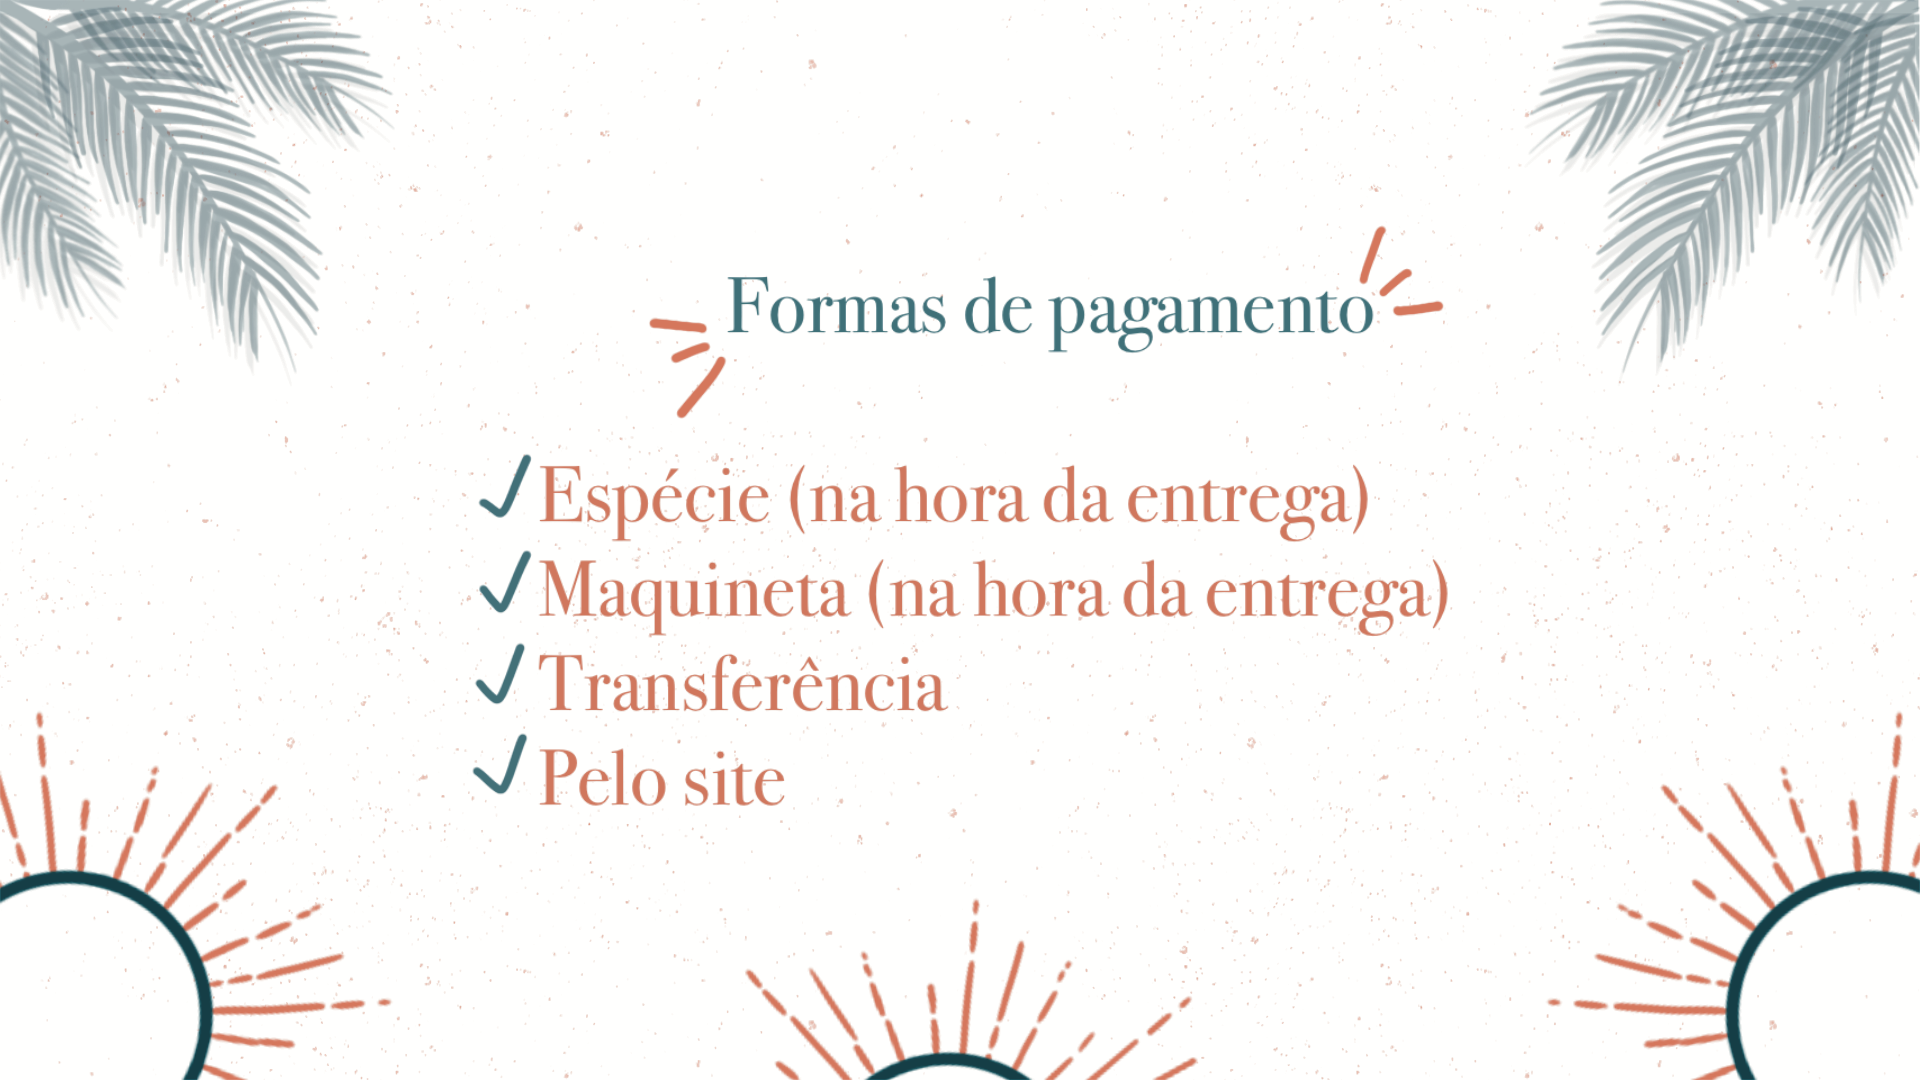 Formas de pagamento
Espécie (na hora da entrega)
Maquineta (na hora da entrega)
Transferência
Pelo site